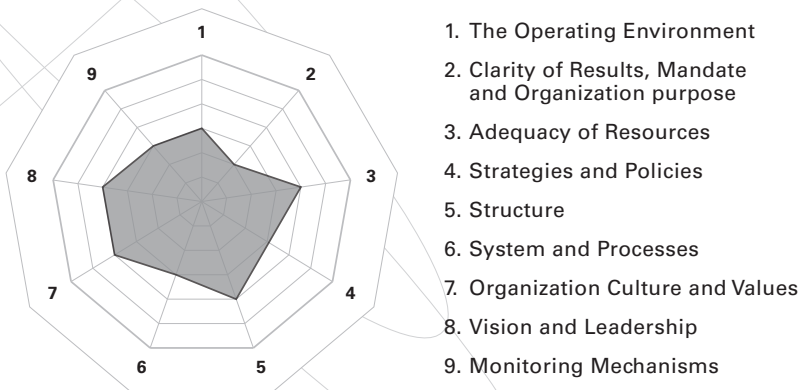 1
2
3
4
5
6
7
8
9
1. The Operating Environment
2. Clarity of Results, Mandate
and Organization purpose
3. Adequacy of Resources
4. Strategies and Policies
5. Structure
6. System and Processes
7. Organization Culture and Values
8. Vision and Leadership
9. Monitoring Mechanisms